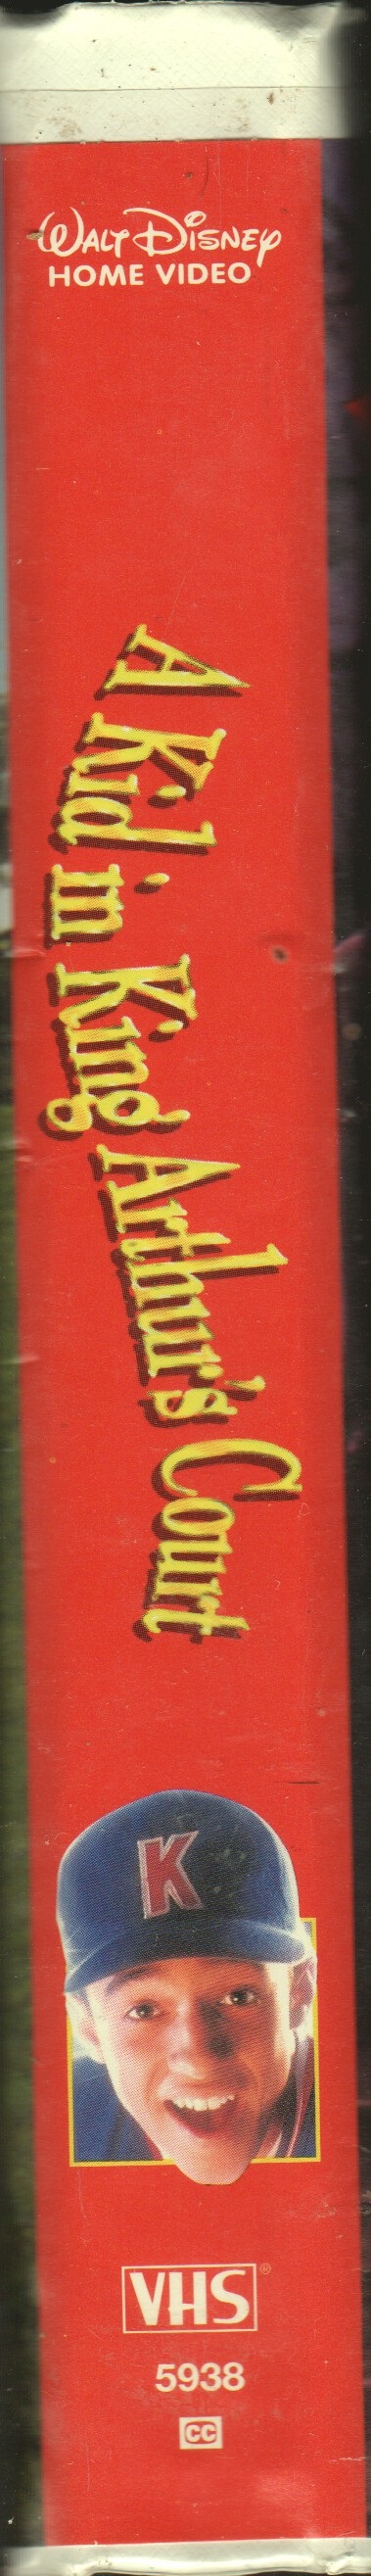 Walt Disney
HOME VIDEO
A Kid in King Arthur's Court
K
VHS®
5938
CC